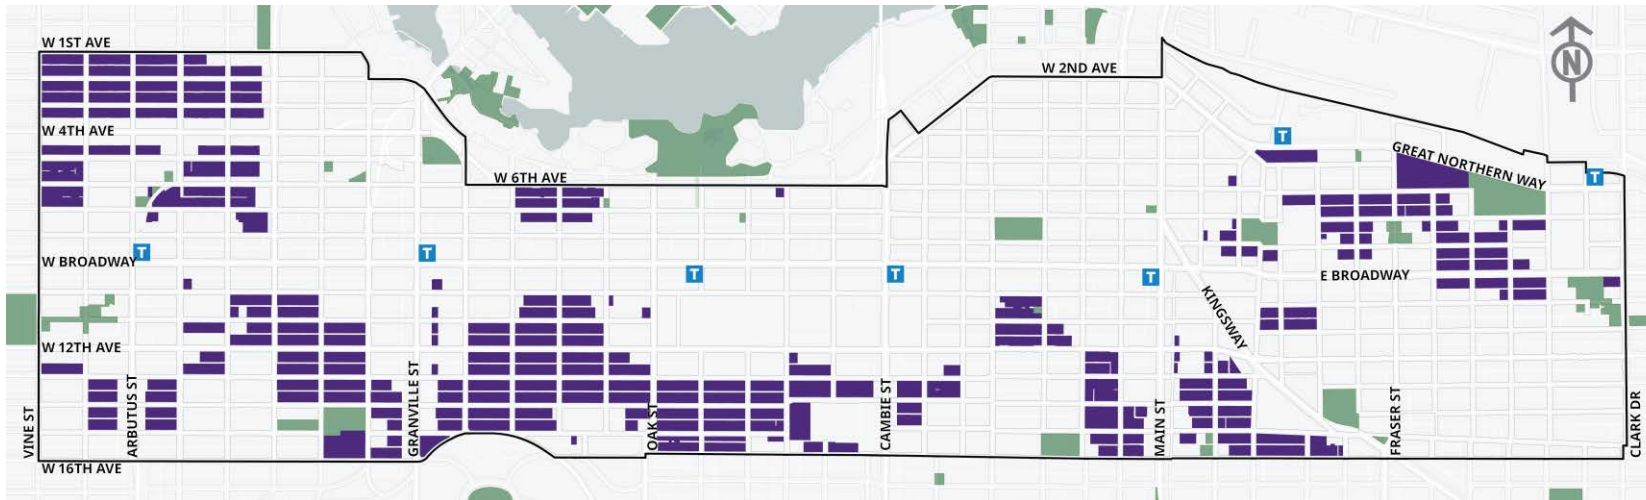 W 1ST AVE
W 2ND AVE
N
W 4TH AVE
T
GREAT NORTHERN WAY
W 6TH AVE
T
T
T
W BROADWAY
T
T
T
E BROADWAY
KINGSWAY
W 12TH AVE
VINE ST
ARBUTUS ST
GRANVILLE ST
OAK ST
CAMBIE ST
MAIN ST
FRASER ST
CLARK DR
W 16TH AVE